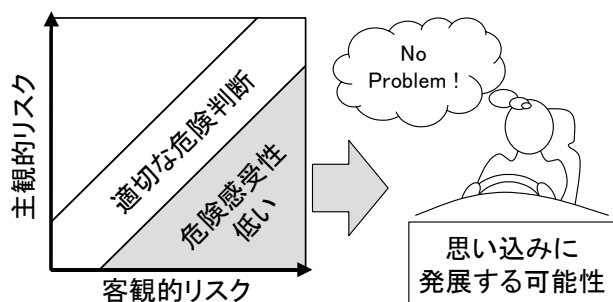 主観的リスク
適切な危険判断
危険感受性
低い
客観的リスク
No
Problem！
思い込みに
発展する可能性